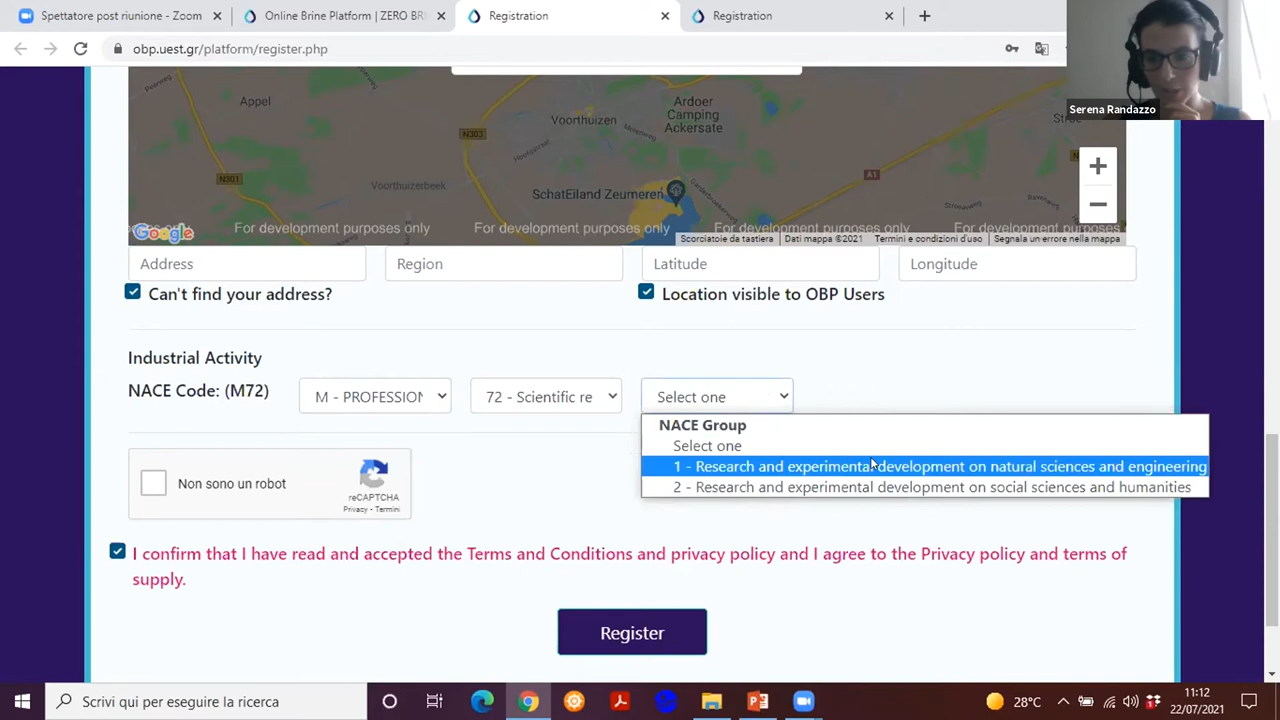 Spettatore post riunione - Zoom
Online Brine Platform | ZERO BR
Registration
Registration
obp.uest.gr/platform/register.php
Serena Randazzo
Appel
Voorthuizen
Ardoer
Camping
Ackersate
N303
A1
N301
Voorthuizerbeek
SchatEiland Zeumeren
For development purposes only
For development purposes only
For development purposes only
Google
Scorciatoie da tastiera
Dati mappa ©2021
Termini e condizioni d'uso
Segnala un errore nella mappa
Address
Region
Latitude
Longitude
Can't find your address?
Location visible to OBP Users
Industrial Activity
NACE Code: (M72)
M - PROFESSION
72 - Scientific re
Select one
NACE Group
Select one
1 - Research and experimental development on natural sciences and engineering
2 - Research and experimental development on social sciences and humanities
Non sono un robot
reCAPTCHA
Privacy - Termini
I confirm that I have read and accepted the Terms and Conditions and privacy policy and I agree to the Privacy policy and terms of
supply.
Register
Scrivi qui per eseguire la ricerca
28°C
11:12
22/07/2021